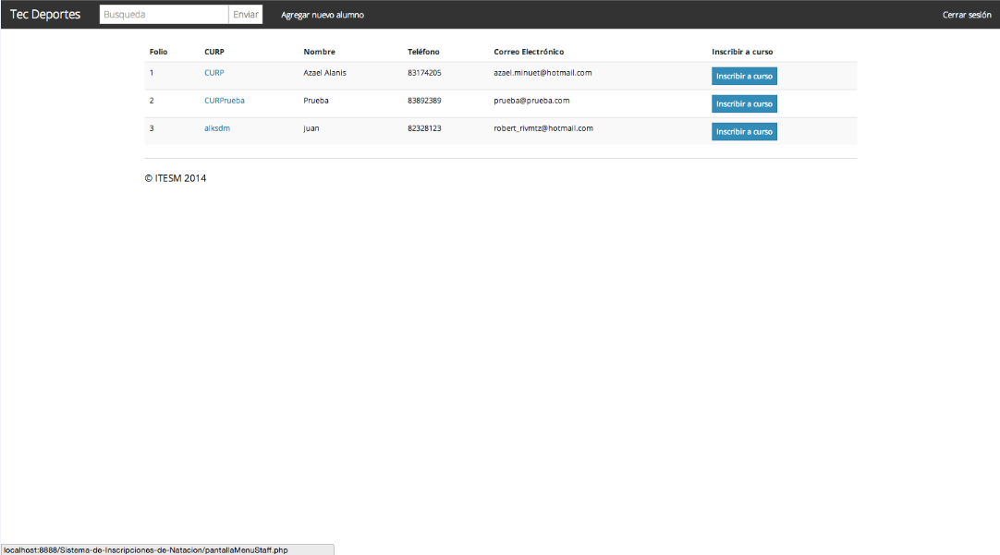 Tec Deportes Busqueda Enviar Agregar nuevo alumno Cerrar sesión
Folio CURP Nombre Teléfono Correo Electrónico Inscribir a curso
1 CURP Azael Alanis 83174205 azael.minuet@hotmail.com Inscribir a curso
2 CURPrueba Prueba 83892389 prueba@prueba.com Inscribir a curso
3 alksdm juan 82328123 robert_rivmtz@hotmail.com Inscribir a curso
© ITESM 2014
localhost:8888/Sistema-de-Inscripciones-de-Natacion/pantallaMenuStaff.php